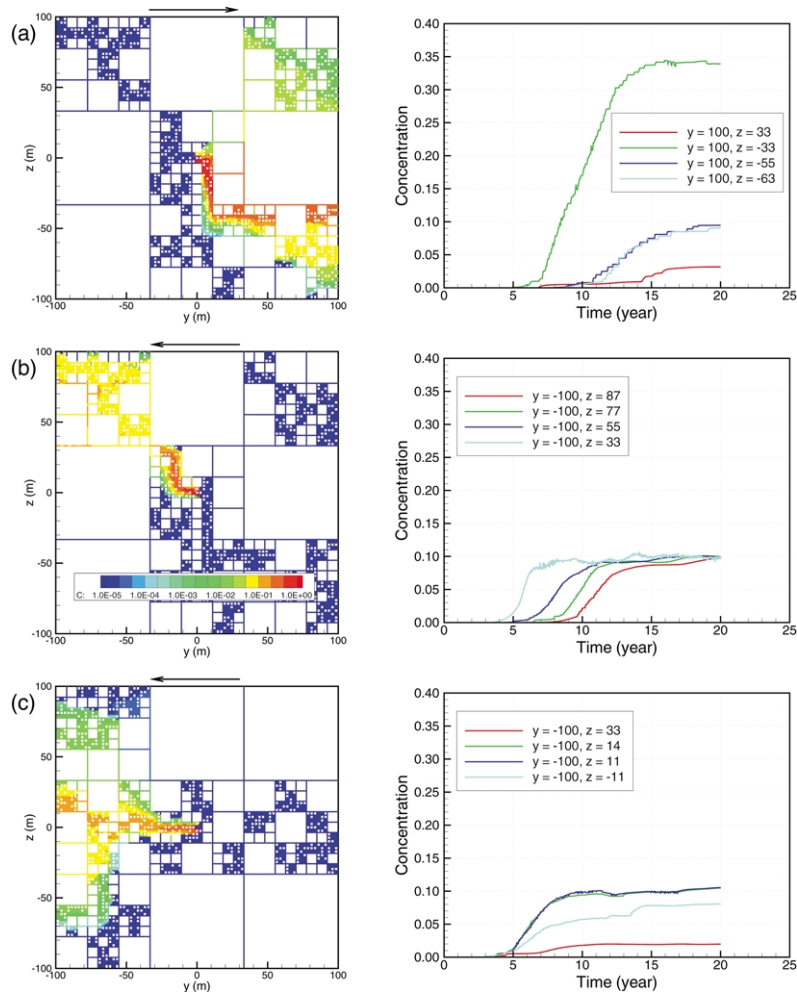 (a)
100
50
0
-50
-100
z (m)
-100
-50
0
50
100
y (m)
0.40
0.35
0.30
0.25
0.20
0.15
0.10
0.05
0.00
Concentration
y = 100, z = 33
y = 100, z = -33
y = 100, z = -55
y = 100, z = -63
0
5
10
15
20
25
Time (year)
(b)
100
50
0
-50
-100
z (m)
C: 1.0E-05 1.0E-04 1.0E-03 1.0E-02 1.0E-01 1.0E+00
-100
-50
0
50
100
y (m)
0.40
0.35
0.30
0.25
0.20
0.15
0.10
0.05
0.00
Concentration
y = -100, z = 87
y = -100, z = 77
y = -100, z = 55
y = -100, z = 33
0
5
10
15
20
25
Time (year)
(c)
100
50
0
-50
-100
z (m)
-100
-50
0
50
100
y (m)
0.40
0.35
0.30
0.25
0.20
0.15
0.10
0.05
0.00
Concentration
y = -100, z = 33
y = -100, z = 14
y = -100, z = 11
y = -100, z = -11
0
5
10
15
20
25
Time (year)